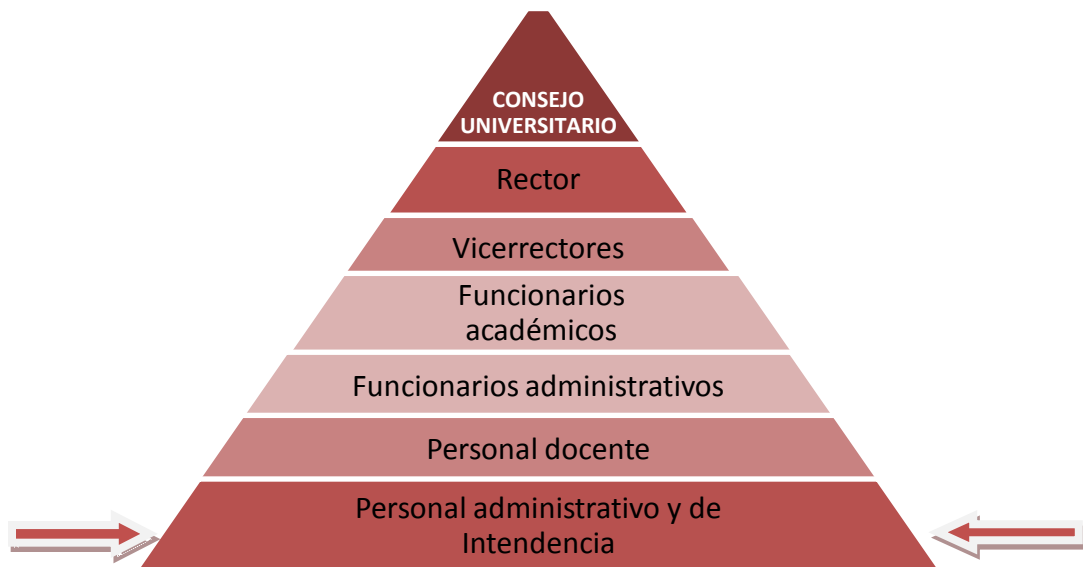 CONSEJO
UNIVERSITARIO
Rector
Vicerrectores
Funcionarios
académicos
Funcionarios administrativos
Personal docente
Personal administrativo y de
Intendencia